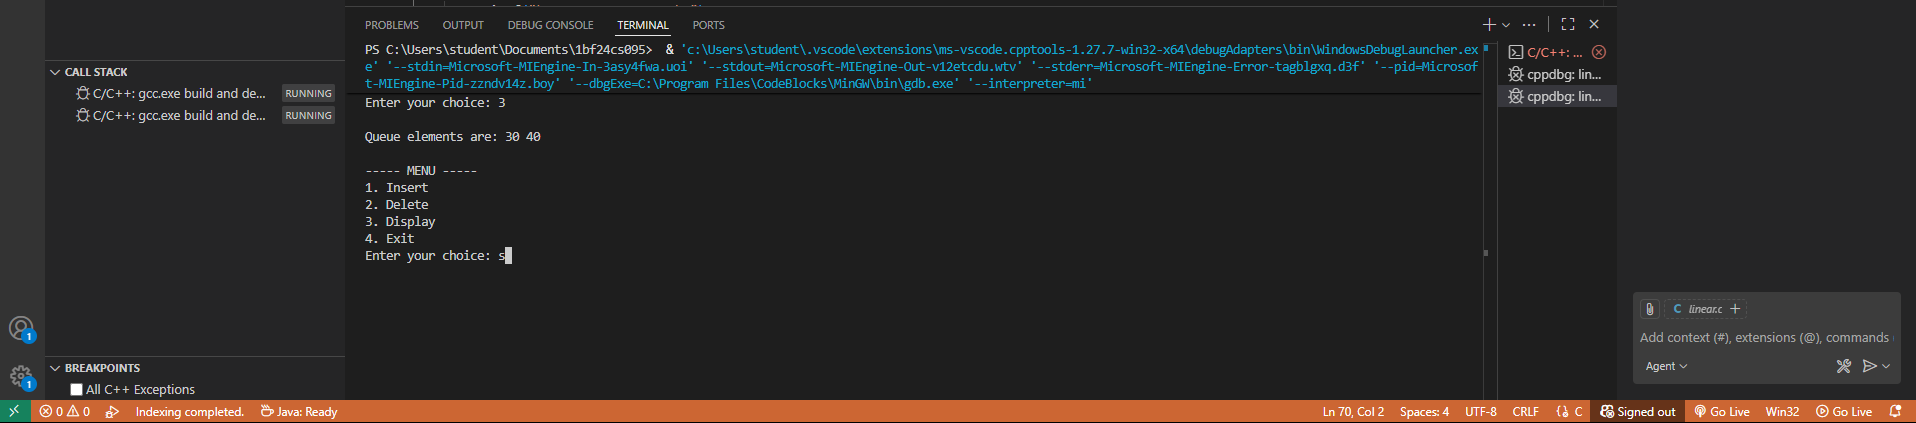 PROBLEMS OUTPUT DEBUG CONSOLE TERMINAL PORTS
PS C:\Users\student\Documents\1bf24cs095> & 'c:\Users\student\.vscode\extensions\ms-vscode.cpptools-1.27.7-win32-x64\debugAdapters\bin\WindowsDebugLauncher.ex
e' '--stdin=Microsoft-MIEngine-In-3asy4fwa.uoi' '--stdout=Microsoft-MIEngine-Out-v12etcdu.wtv' '--stderr=Microsoft-MIEngine-Error-tagblgxq.d3f' '--pid=Microsof
t-MIEngine-Pid-zzndv14z.boy' '--dbgExe=C:\Program Files\CodeBlocks\MinGW\bin\gdb.exe' '--interpreter=mi'
Enter your choice: 3
Queue elements are: 30 40
----- MENU -----
1. Insert
2. Delete
3. Display
4. Exit
Enter your choice: s
CALL STACK
C/C++: gcc.exe build and de... RUNNING
C/C++: gcc.exe build and de... RUNNING
BREAKPOINTS
All C++ Exceptions
1
1
C/C++: ...
cppdbg: lin...
cppdbg: lin...
C linear.c +
Add context (#), extensions (@), commands
Agent
0 0 Indexing completed. Java: Ready Ln 70, Col 2 Spaces: 4 UTF-8 CRLF {} C Signed out Go Live Win32 Go Live